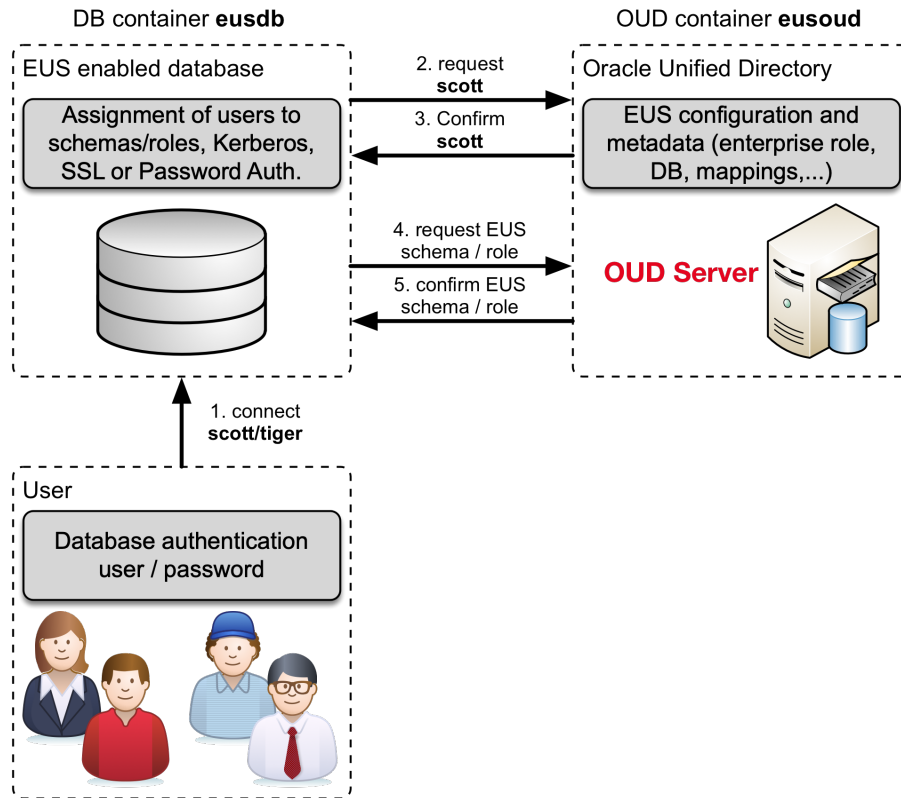 DB container eusdb
OUD container eusoud
EUS enabled database
Assignment of users to
schemas/roles, Kerberos,
SSL or Password Auth.
2. request
scott
3. Confirm
scott
4. request EUS
schema / role
5. confirm EUS
schema / role
Oracle Unified Directory
EUS configuration and
metadata (enterprise role,
DB, mappings,...)
OUD Server
1. connect
scott/tiger
User
Database authentication
user / password